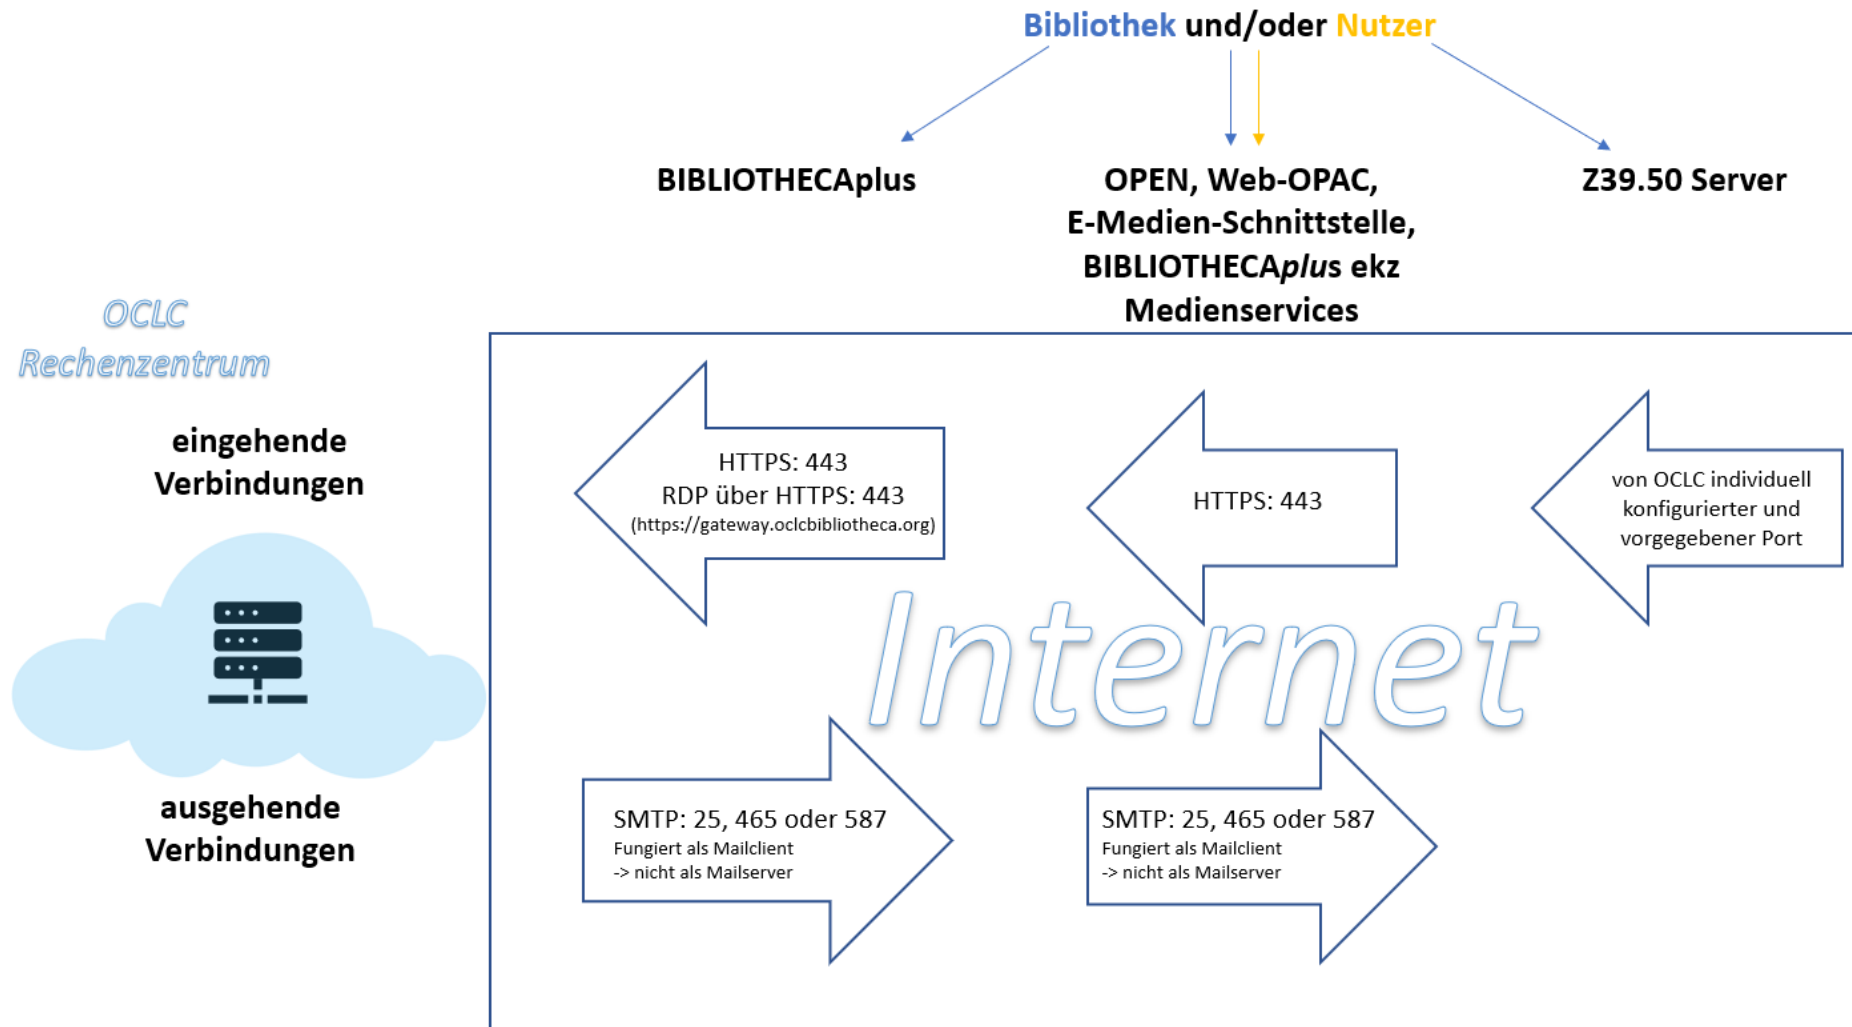 Bibliothek und/oder Nutzer
BIBLIOTHECAplus
OPEN, Web-OPAC,
E-Medien-Schnittstelle,
BIBLIOTHECAplus ekz
Medienservices
Z39.50 Server
OCLC
Rechenzentrum
eingehende
Verbindungen
HTTPS: 443
RDP über HTTPS: 443
(https://gateway.oclcbibliotheca.org)
HTTPS: 443
von OCLC individuell
konfigurierter und
vorgegebener Port
Internet
ausgehende
Verbindungen
SMTP: 25, 465 oder 587
Fungiert als Mailclient
-> nicht als Mailserver
SMTP: 25, 465 oder 587
Fungiert als Mailclient
-> nicht als Mailserver